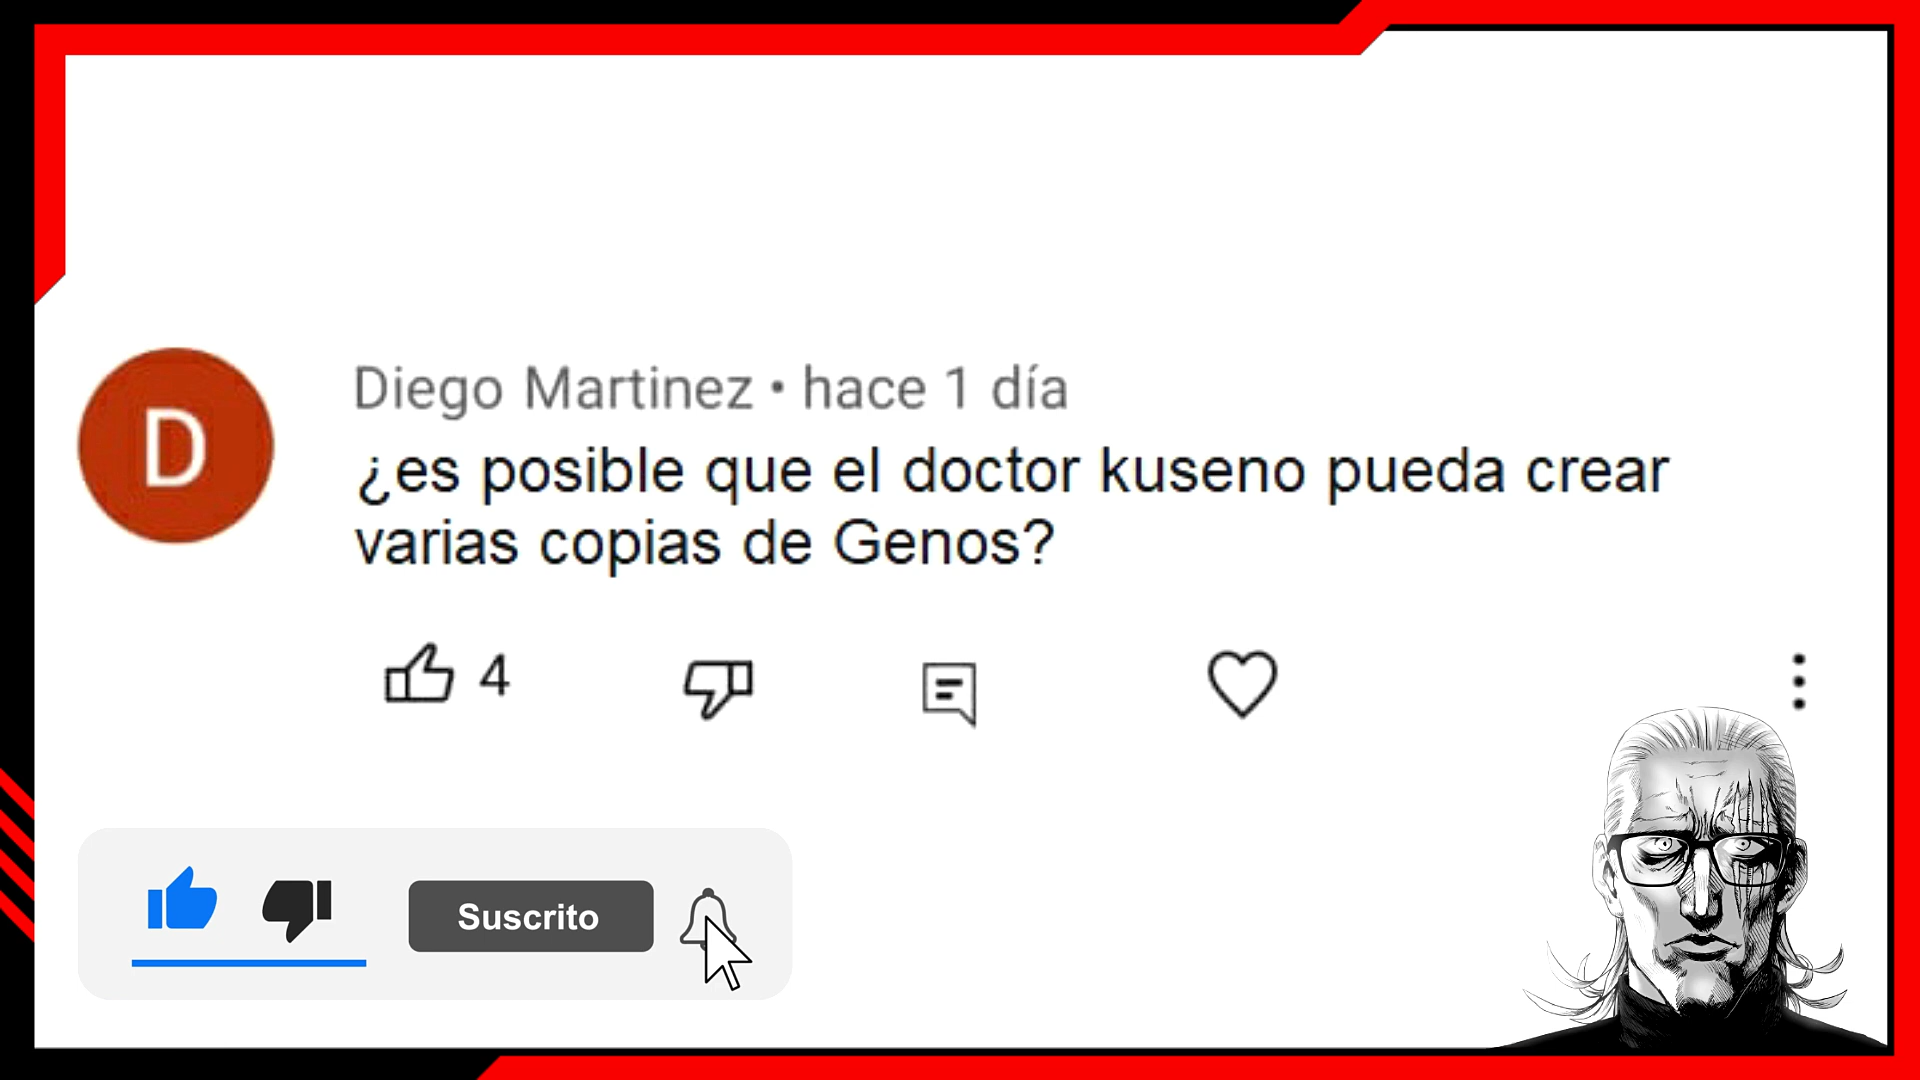 D
Diego Martinez • hace 1 día
¿es posible que el doctor kuseno pueda crear
varias copias de Genos?
4
Suscrito